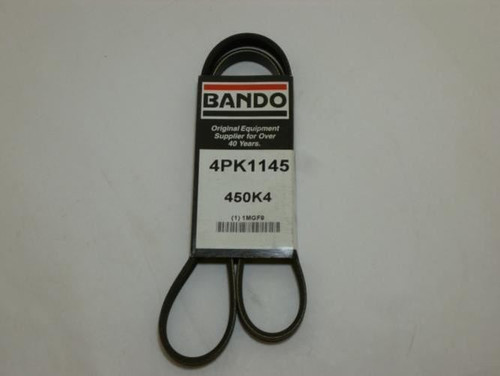 BANDO
Original Equipment
Supplier for Over
40 Years.
4PK1145
450K4
(1) 1MGF8